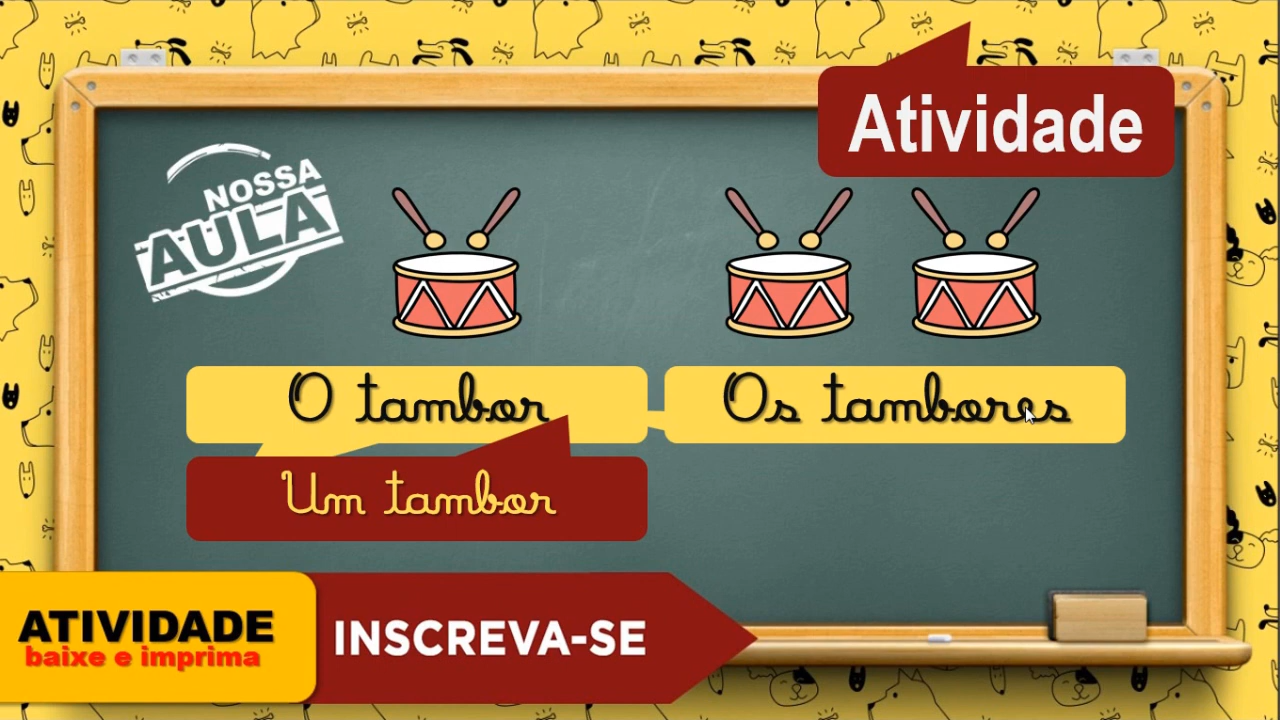 Atividade
NOSSA
AULA
O tambor
Os tambores
Um tambor
ATIVIDADE
baixe e imprima
INSCREVA-SE